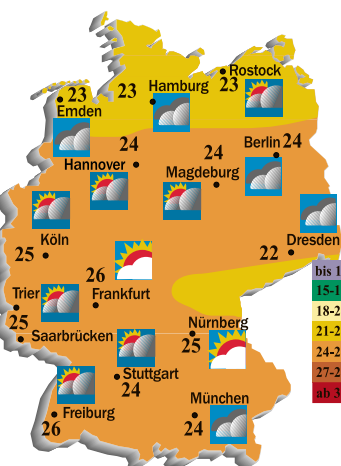 Rostock
23
Hamburg
23
23
Emden
24
Hannover
Berlin 24
24
Magdeburg
Köln
25
Dresden
22
26
Frankfurt
Trier
25
Saarbrücken
Nürnberg
25
Stuttgart
24
Freiburg
26
München
24
bis 1
15-1
18-2
21-2
24-2
27-2
ab 3